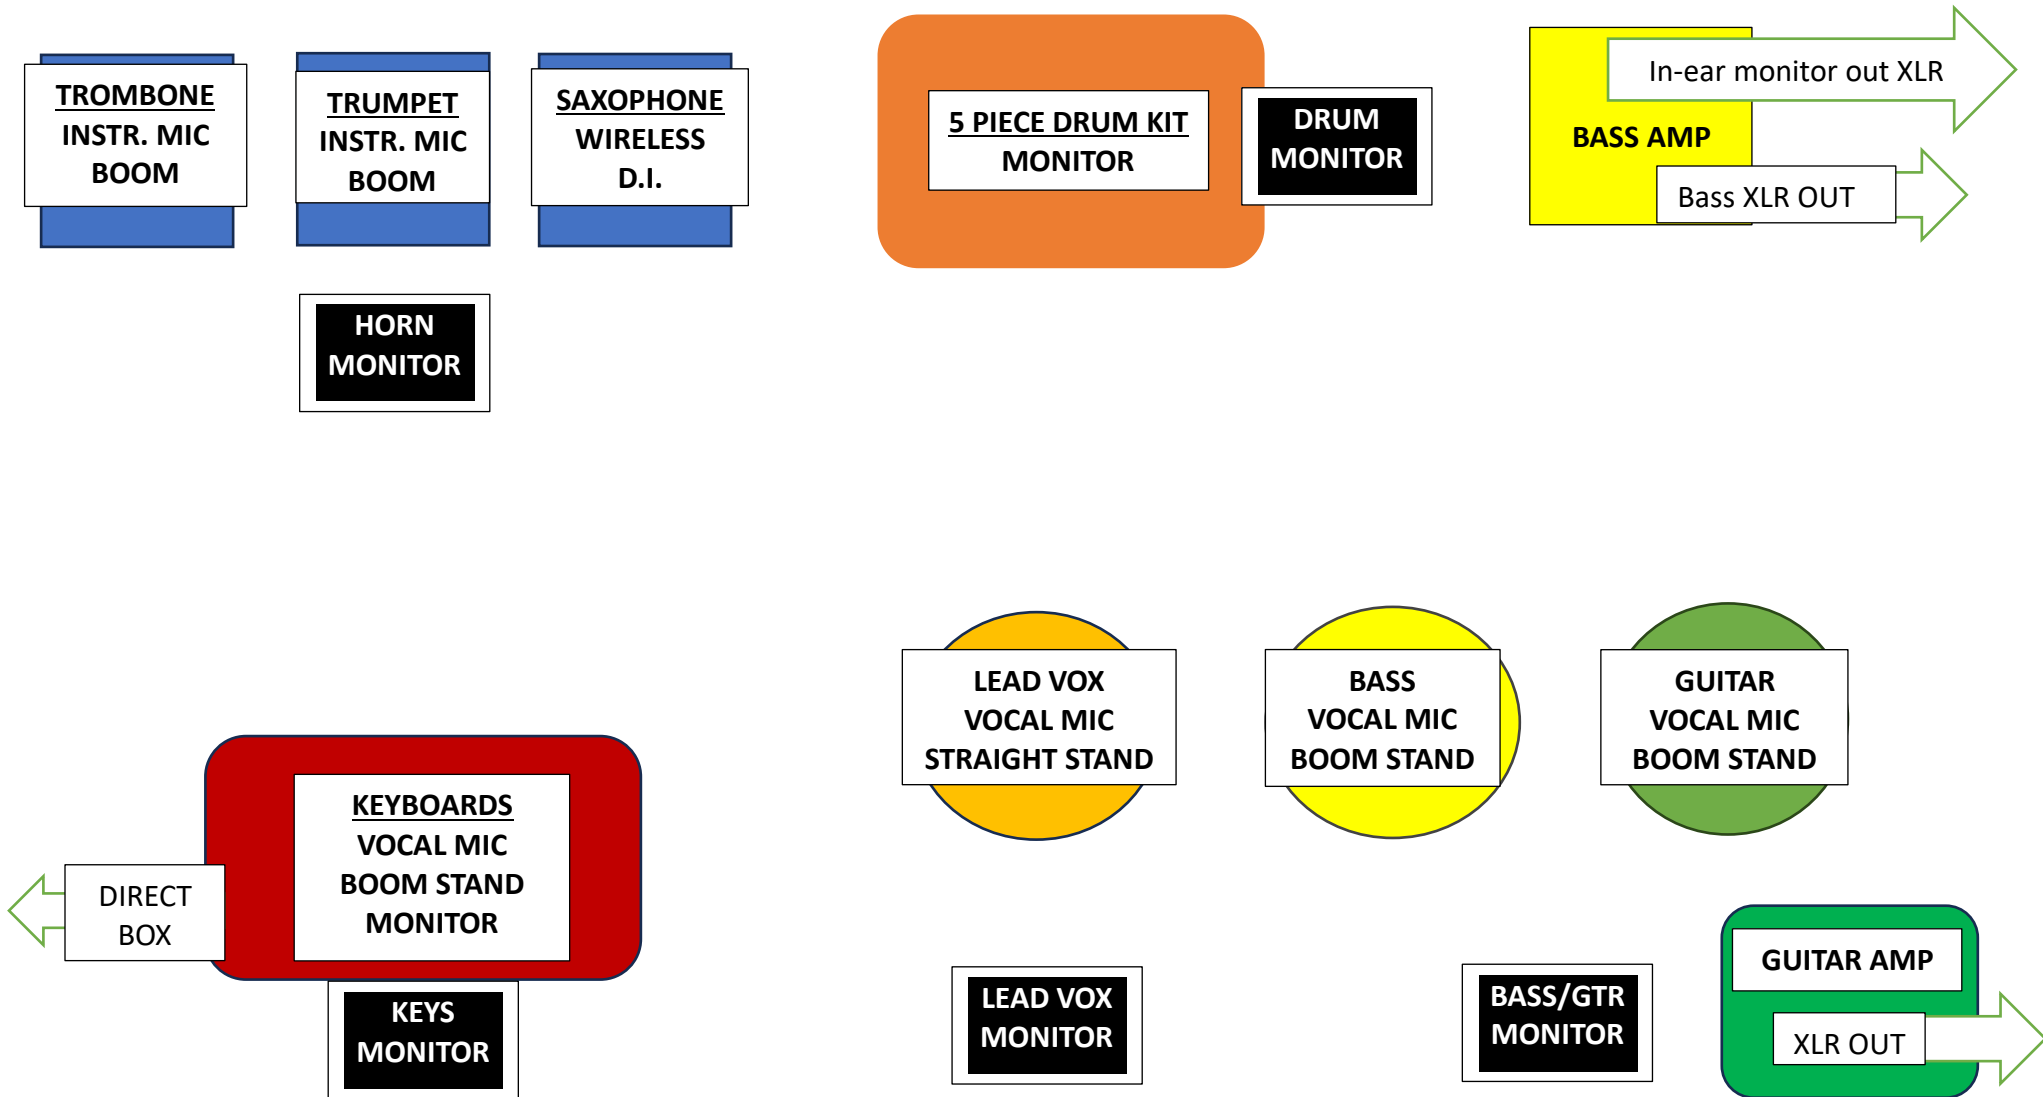 TROMBONE
INSTR. MIC
BOOM
TRUMPET
INSTR. MIC
BOOM
SAXOPHONE
WIRELESS
D.I.
5 PIECE DRUM KIT
MONITOR
DRUM
MONITOR
In-ear monitor out XLR
BASS AMP
Bass XLR OUT
HORN
MONITOR
LEAD VOX
VOCAL MIC
STRAIGHT STAND
BASS
VOCAL MIC
BOOM STAND
GUITAR
VOCAL MIC
BOOM STAND
KEYBOARDS
VOCAL MIC
BOOM STAND
MONITOR
DIRECT
BOX
KEYS
MONITOR
LEAD VOX
MONITOR
BASS/GTR
MONITOR
GUITAR AMP
XLR OUT